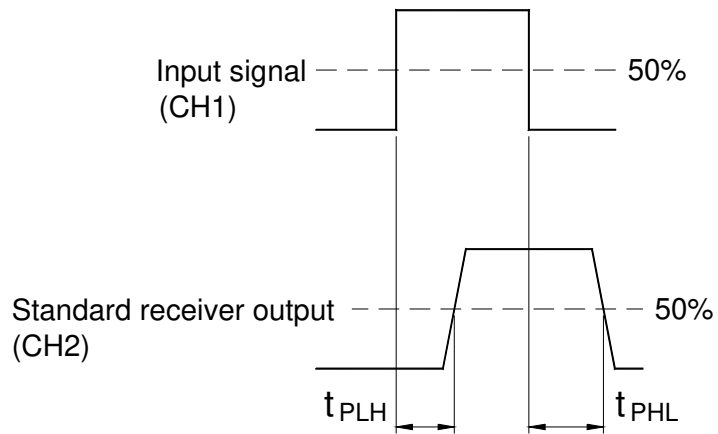 Input signal
(CH1)
50%
Standard receiver output
(CH2)
50%
tPLH
tPHL